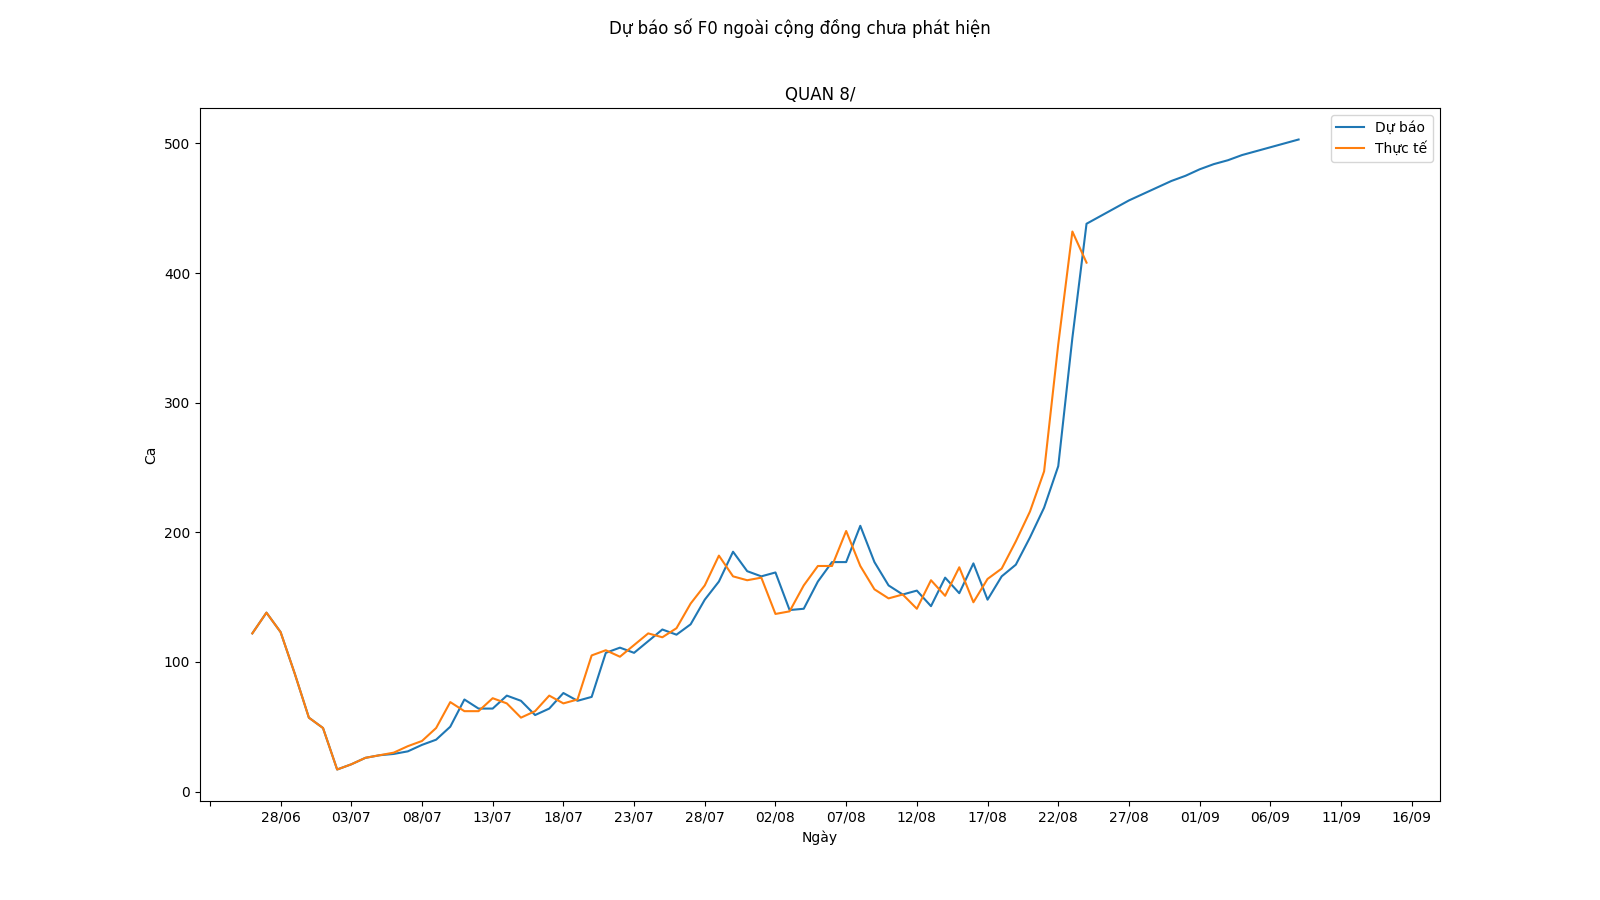 Dự báo số F0 ngoài cộng đồng chưa phát hiện
QUAN 8/
Dự báo
Thực tế
500
400
300
200
100
0
Ca
28/06 03/07 08/07 13/07 18/07 23/07 28/07 02/08 07/08 12/08 17/08 22/08 27/08 01/09 06/09 11/09 16/09
Ngày